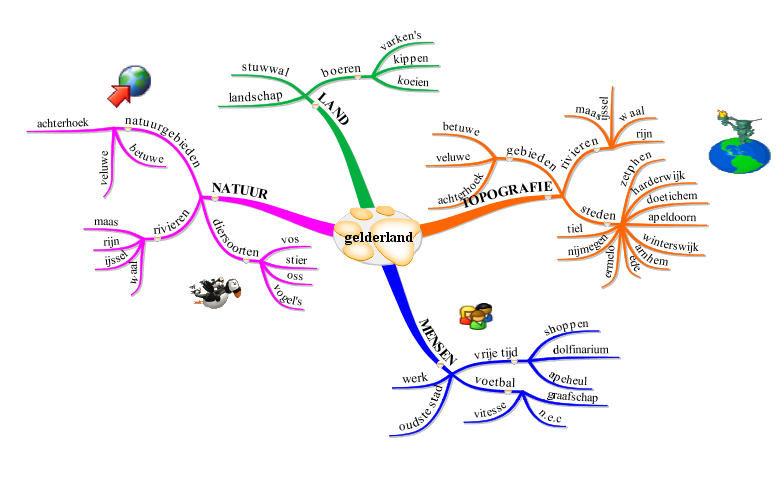 gelderland
LAND
stuwwal
landschap
boeren
varken's
kippen
koeien
TOPOGRAFIE
gebieden
betuwe
veluwe
achterhoek
rivieren
maas
ijssel
waal
rijn
steden
zetphen
harderwijk
doetichem
apeldoorn
winterswijk
arnhem
ede
ermelo
nijmegen
tiel
MENSEN
vrije tijd
shoppen
dolfinarium
apeheul
voetbal
graafschap
n.e.c
vitesse
werk
oudste stad
NATUUR
natuurgebieden
achterhoek
veluwe
betuwe
rivieren
maas
rijn
ijssel
waal
diersoorten
vos
stier
oss
vogel's